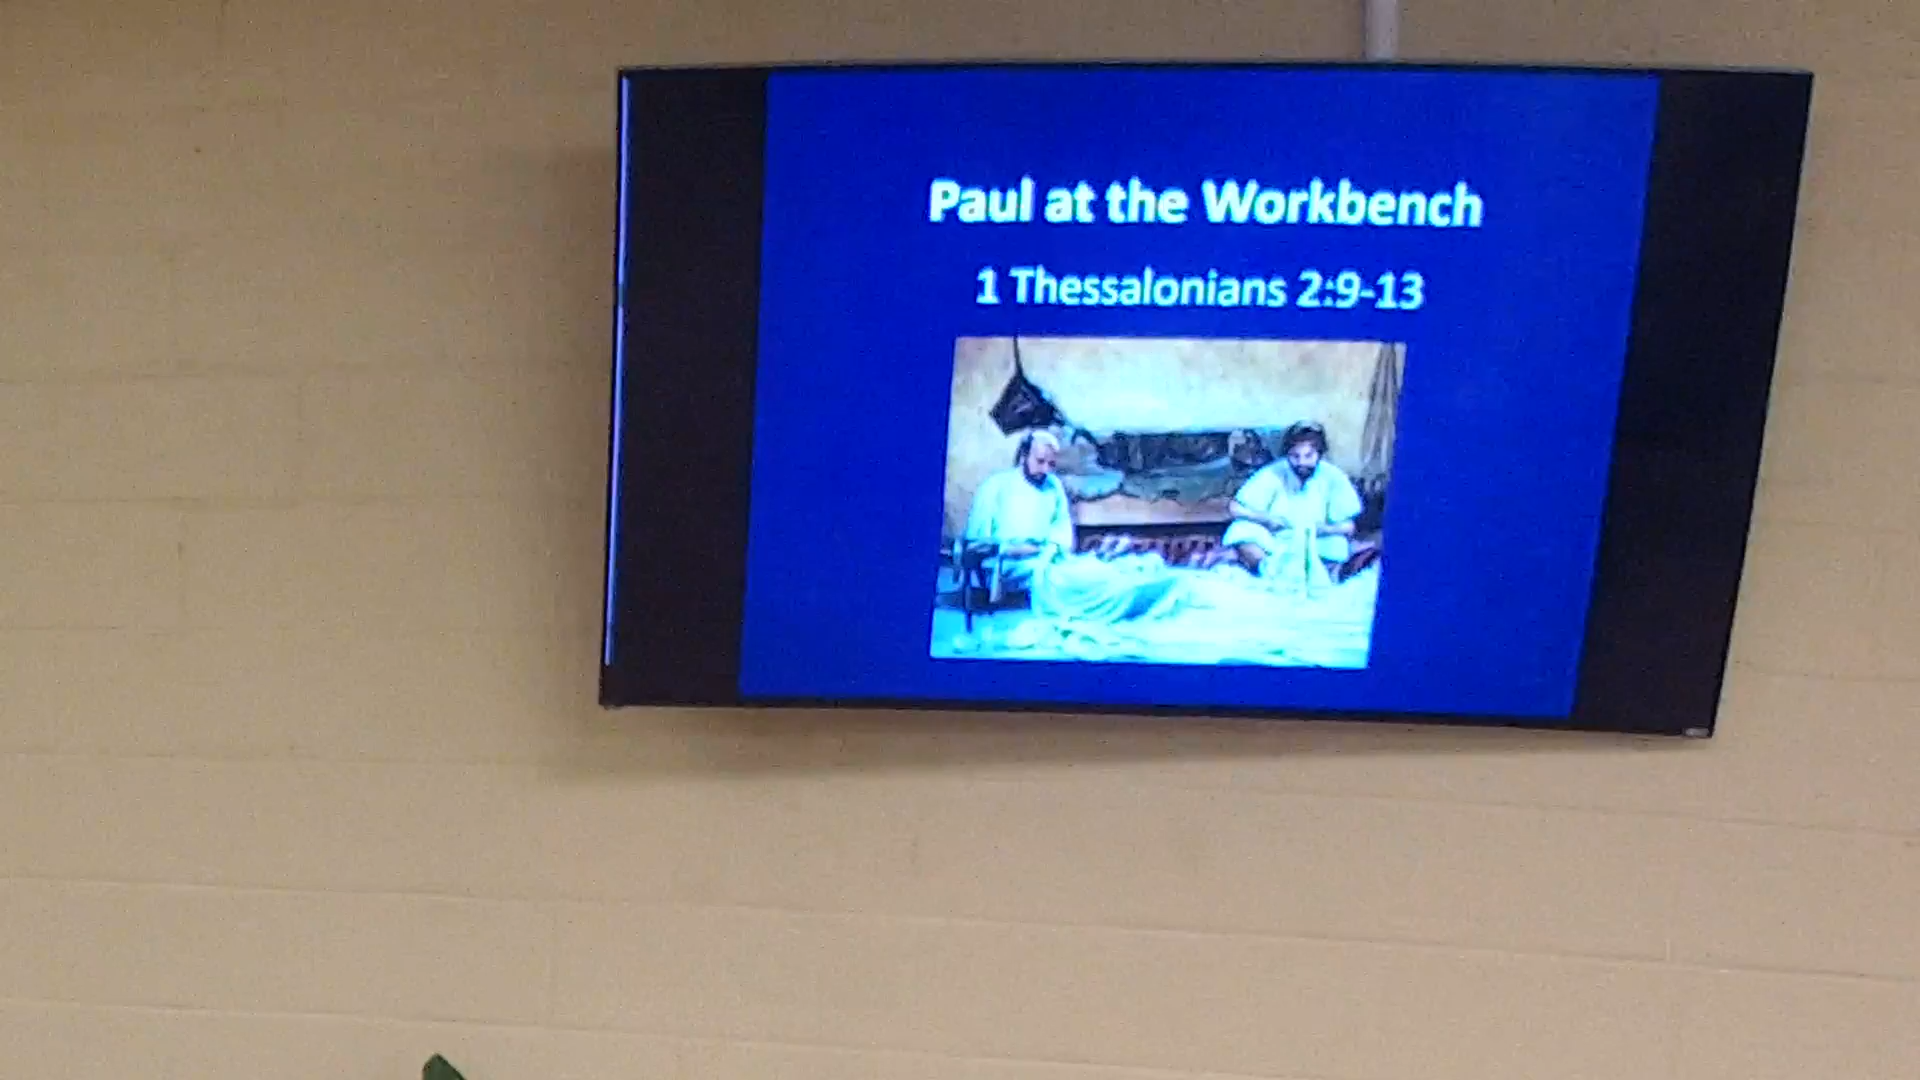 Paul at the Workbench
1 Thessalonians 2:9-13